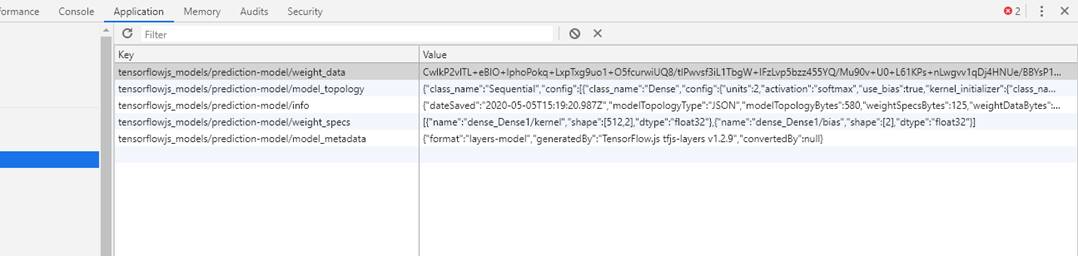 formance Console Application Memory Audits Security 2
Filter
Key Value
tensorflowjs_models/prediction-model/weight_data CwIkP2vITL+eBIO+IphoPokq+LxpTxg9uo1+O5fcurwiUQ8/tIPwvsf3iL1TbgW+IFzLvp5bzz455YQ/Mu90v+U0+L61KPs+nLwgvv1qDj4HNUe/BBYsP1...
tensorflowjs_models/prediction-model/model_topology {"class_name":"Sequential","config":[{"class_name":"Dense","config":{"units":2,"activation":"softmax","use_bias":true,"kernel_initializer":{"class_na...
tensorflowjs_models/prediction-model/info {"dateSaved":"2020-05-05T15:19:20.987Z","modelTopologyType":"JSON","modelTopologyBytes":580,"weightSpecsBytes":125,"weightDataBytes":...
tensorflowjs_models/prediction-model/weight_specs [{"name":"dense_Dense1/kernel","shape":[512,2],"dtype":"float32"},{"name":"dense_Dense1/bias","shape":[2],"dtype":"float32"}]
tensorflowjs_models/prediction-model/model_metadata {"format":"layers-model","generatedBy":"TensorFlow.js tfjs-layers v1.2.9","convertedBy":null}